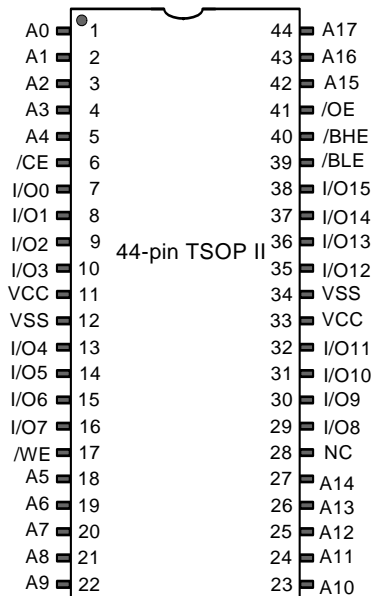 A0 1 44 A17
A1 2 43 A16
A2 3 42 A15
A3 4 41 /OE
A4 5 40 /BHE
/CE 6 39 /BLE
I/O0 7 38 I/O15
I/O1 8 37 I/O14
I/O2 9 36 I/O13
44-pin TSOP II
I/O3 10 35 I/O12
VCC 11 34 VSS
VSS 12 33 VCC
I/O4 13 32 I/O11
I/O5 14 31 I/O10
I/O6 15 30 I/O9
I/O7 16 29 I/O8
/WE 17 28 NC
A5 18 27 A14
A6 19 26 A13
A7 20 25 A12
A8 21 24 A11
A9 22 23 A10